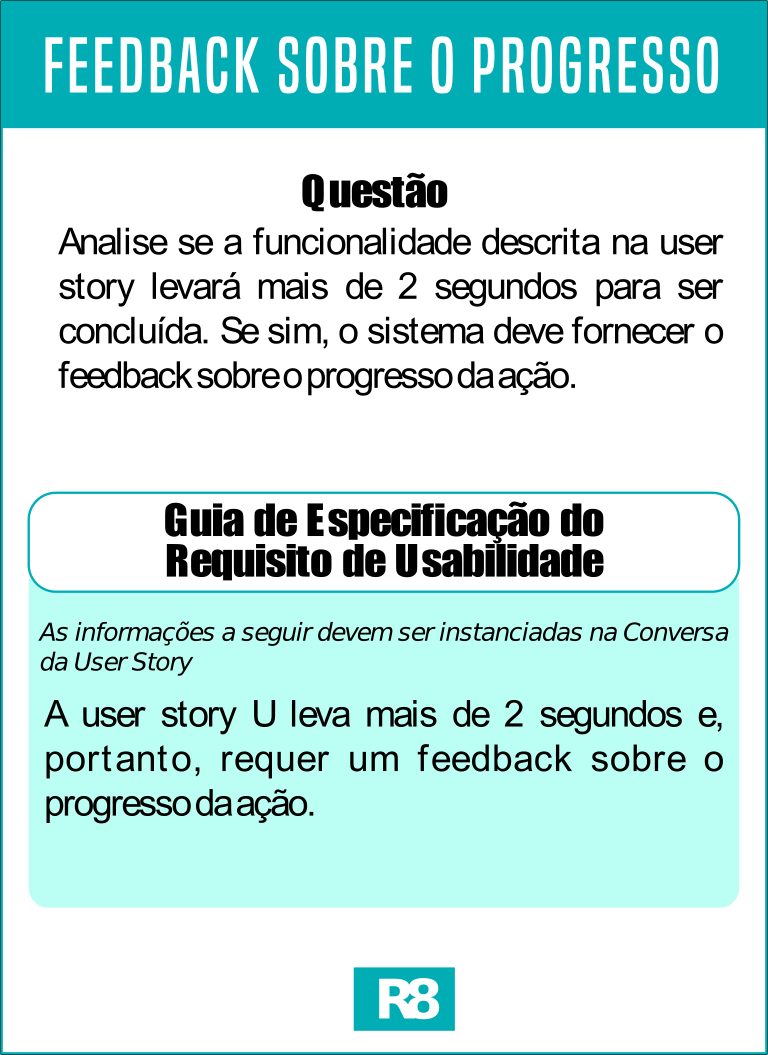 FEEDBACK SOBRE O PROGRESSO
Questão
Analise se a funcionalidade descrita na user
story levará mais de 2 segundos para ser
concluída. Se sim, o sistema deve fornecer o
feedback sobre o progresso da ação.
Guia de Especificação do
Requisito de Usabilidade
As informações a seguir devem ser instanciadas na Conversa
da User Story
A user story U leva mais de 2 segundos e,
portanto, requer um feedback sobre o
progresso da ação.
R8